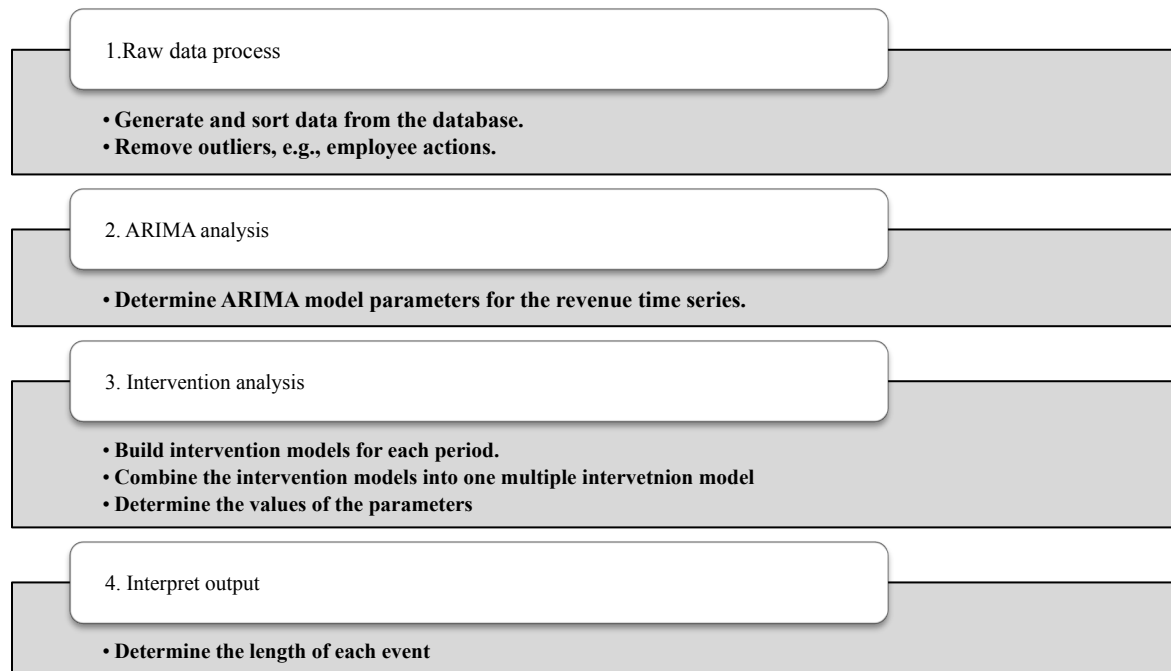 1.Raw data process
• Generate and sort data from the database.
• Remove outliers, e.g., employee actions.
2. ARIMA analysis
• Determine ARIMA model parameters for the revenue time series.
3. Intervention analysis
• Build intervention models for each period.
• Combine the intervention models into one multiple intervetnion model
• Determine the values of the parameters
4. Interpret output
• Determine the length of each event